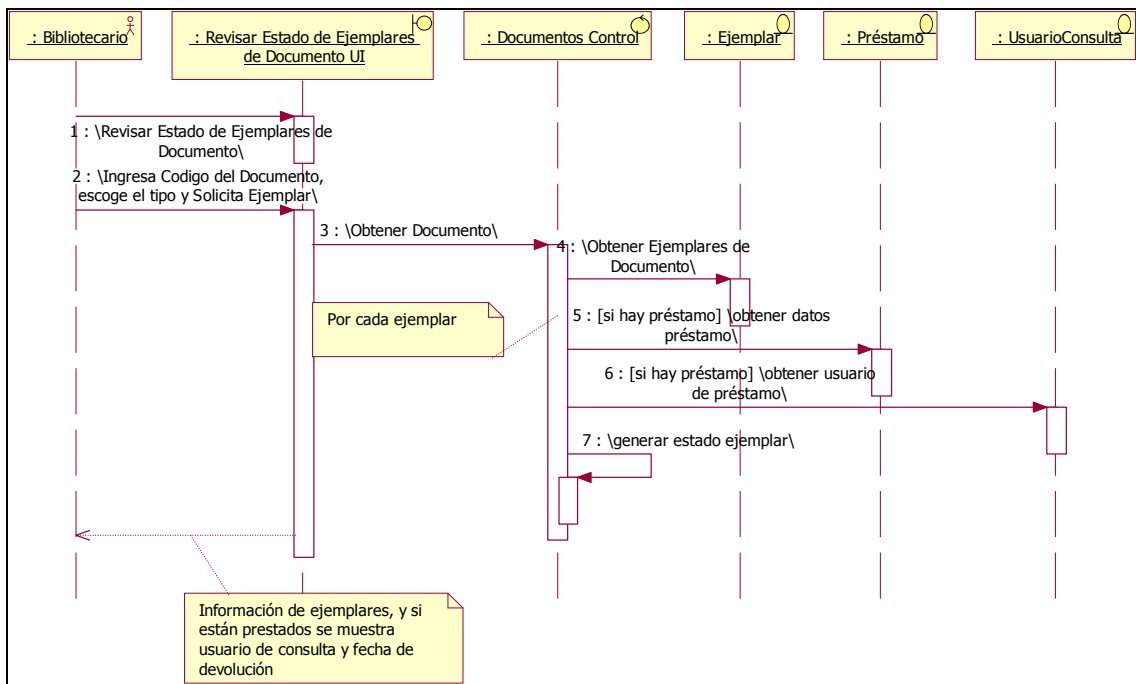 : Bibliotecario
: Revisar Estado de Ejemplares
de Documento UI
: Documentos Control
: Ejemplar
: Préstamo
: UsuarioConsulta
1 : \Revisar Estado de Ejemplares de
Documento\
2 : \Ingresa Codigo del Documento,
escoge el tipo y Solicita Ejemplar\
3 : \Obtener Documento\
4 : \Obtener Ejemplares de
Documento\
Por cada ejemplar
5 : [si hay préstamo] \obtener datos
préstamo\
6 : [si hay préstamo] \obtener usuario
de préstamo\
7 : \generar estado ejemplar\
Información de ejemplares, y si
están prestados se muestra
usuario de consulta y fecha de
devolución